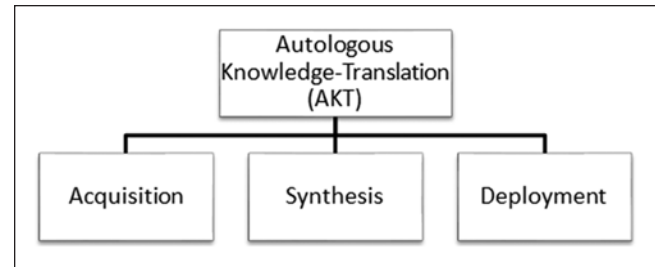 Autologous
Knowledge-Translation
(AKT)
Acquisition
Synthesis
Deployment